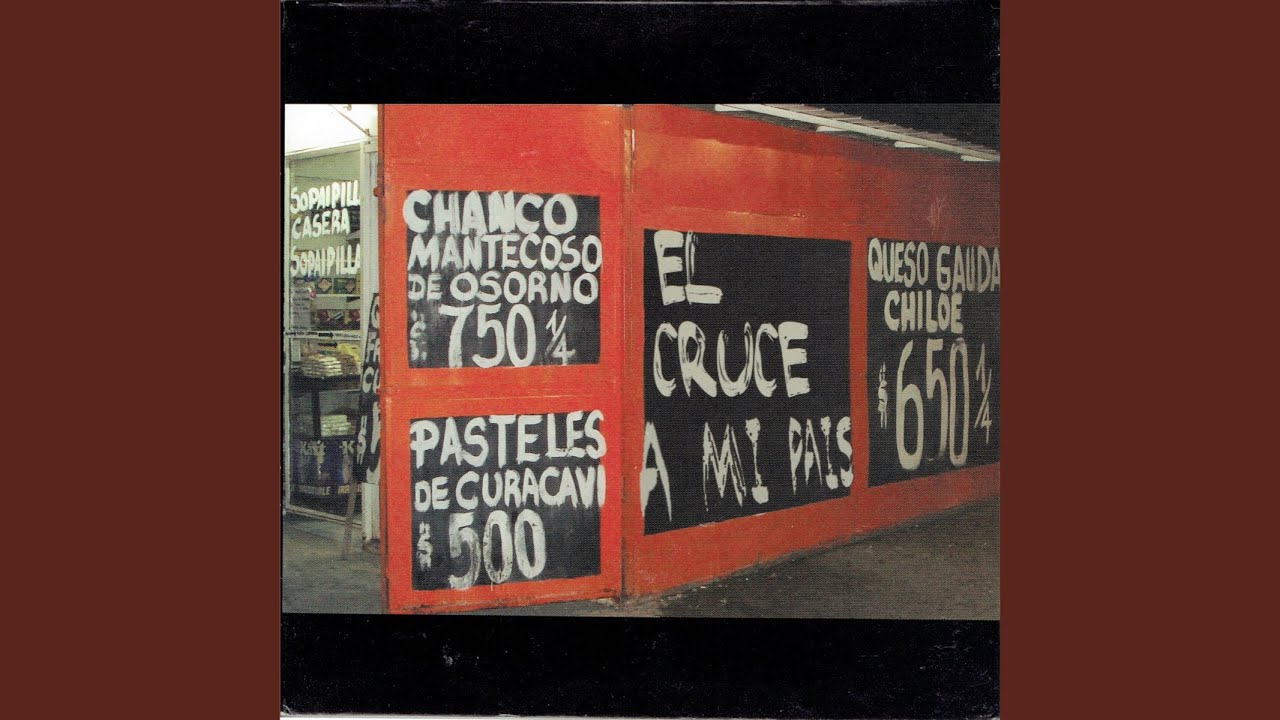 SOPAIPILL
CASERA
SOPAIPILLA
CHANCO
MANTECOSO
DE OSORNO
$ 750 1/4
PASTELES
DE CURACAVI
$ 500
EL
CRUCE
A MI PAIS
QUESO GAUDA
CHILOE
$ 650 1/4